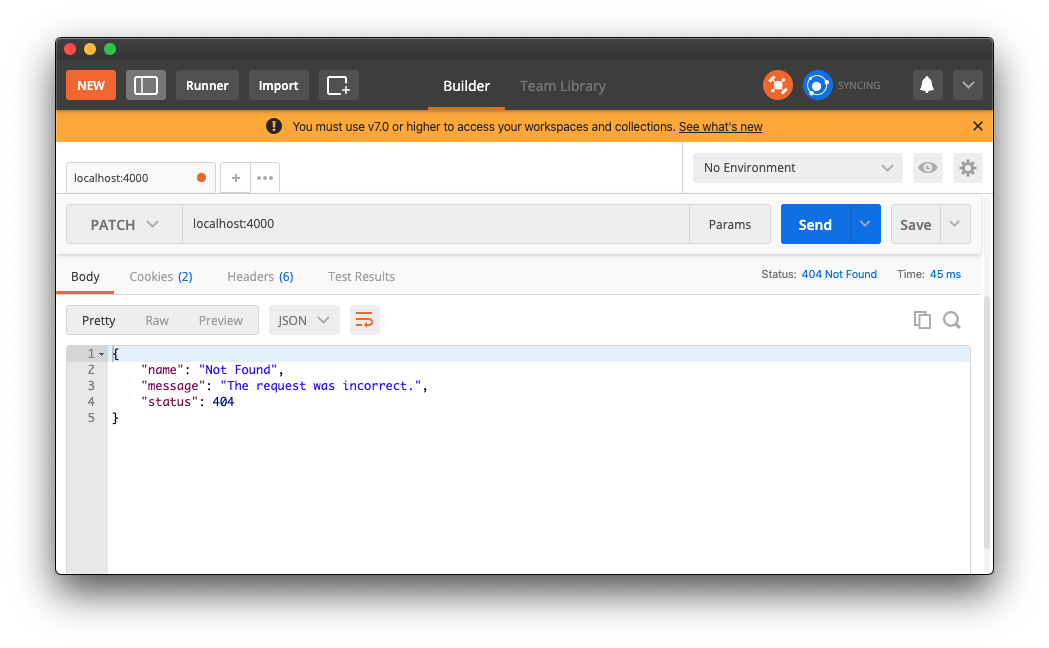 NEW Runner Import Builder Team Library SYNCING
! You must use v7.0 or higher to access your workspaces and collections. See what's new ×
localhost:4000 + ••• No Environment
PATCH localhost:4000 Params Send Save
Body Cookies (2) Headers (6) Test Results Status: 404 Not Found Time: 45 ms
Pretty Raw Preview JSON
1 {
2 "name": "Not Found",
3 "message": "The request was incorrect.",
4 "status": 404
5 }